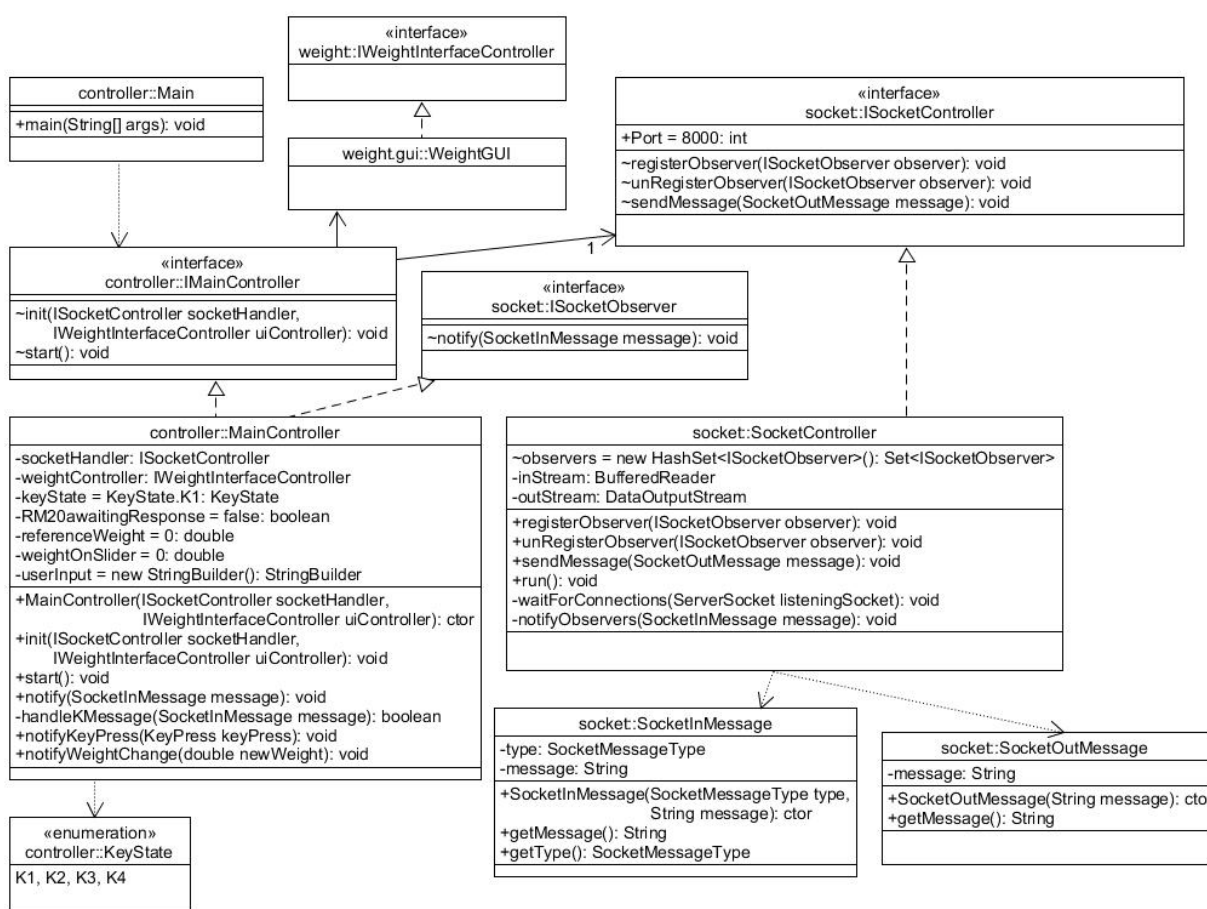 «interface»
weight::IWeightInterfaceController
controller::Main
+main(String[] args): void
weight.gui::WeightGUI
«interface»
socket::ISocketController
+Port = 8000: int
~registerObserver(ISocketObserver observer): void
~unRegisterObserver(ISocketObserver observer): void
~sendMessage(SocketOutMessage message): void
1
«interface»
controller::IMainController
~init(ISocketController socketHandler,
IWeightInterfaceController uiController): void
~start(): void
«interface»
socket::ISocketObserver
~notify(SocketInMessage message): void
controller::MainController
-socketHandler: ISocketController
-weightController: IWeightInterfaceController
-keyState = KeyState.K1: KeyState
-RM20awaitingResponse = false: boolean
-referenceWeight = 0: double
-weightOnSlider = 0: double
-userInput = new StringBuilder(): StringBuilder
+MainController(ISocketController socketHandler,
IWeightInterfaceController uiController): ctor
+init(ISocketController socketHandler,
IWeightInterfaceController uiController): void
+start(): void
+notify(SocketInMessage message): void
-handleKMessage(SocketInMessage message): boolean
+notifyKeyPress(KeyPress keyPress): void
+notifyWeightChange(double newWeight): void
socket::SocketController
~observers = new HashSet<ISocketObserver>(): Set<ISocketObserver>
-inStream: BufferedReader
-outStream: DataOutputStream
+registerObserver(ISocketObserver observer): void
+unRegisterObserver(ISocketObserver observer): void
+sendMessage(SocketOutMessage message): void
+run(): void
-waitForConnections(ServerSocket listeningSocket): void
-notifyObservers(SocketInMessage message): void
socket::SocketInMessage
-type: SocketMessageType
-message: String
+SocketInMessage(SocketMessageType type,
String message): ctor
+getMessage(): String
+getType(): SocketMessageType
socket::SocketOutMessage
-message: String
+SocketOutMessage(String message): ctor
+getMessage(): String
«enumeration»
controller::KeyState
K1, K2, K3, K4